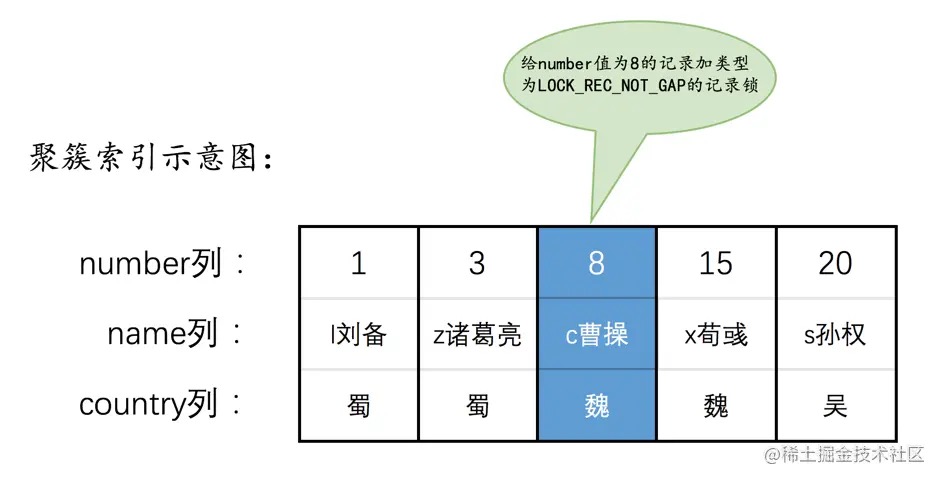 给number值为8的记录加类型
为LOCK_REC_NOT_GAP的记录锁
聚簇索引示意图：
number列： 1 3 8 15 20
name列： l刘备 z诸葛亮 c曹操 x荀彧 s孙权
country列： 蜀 蜀 魏 魏 吴
@稀土掘金技术社区